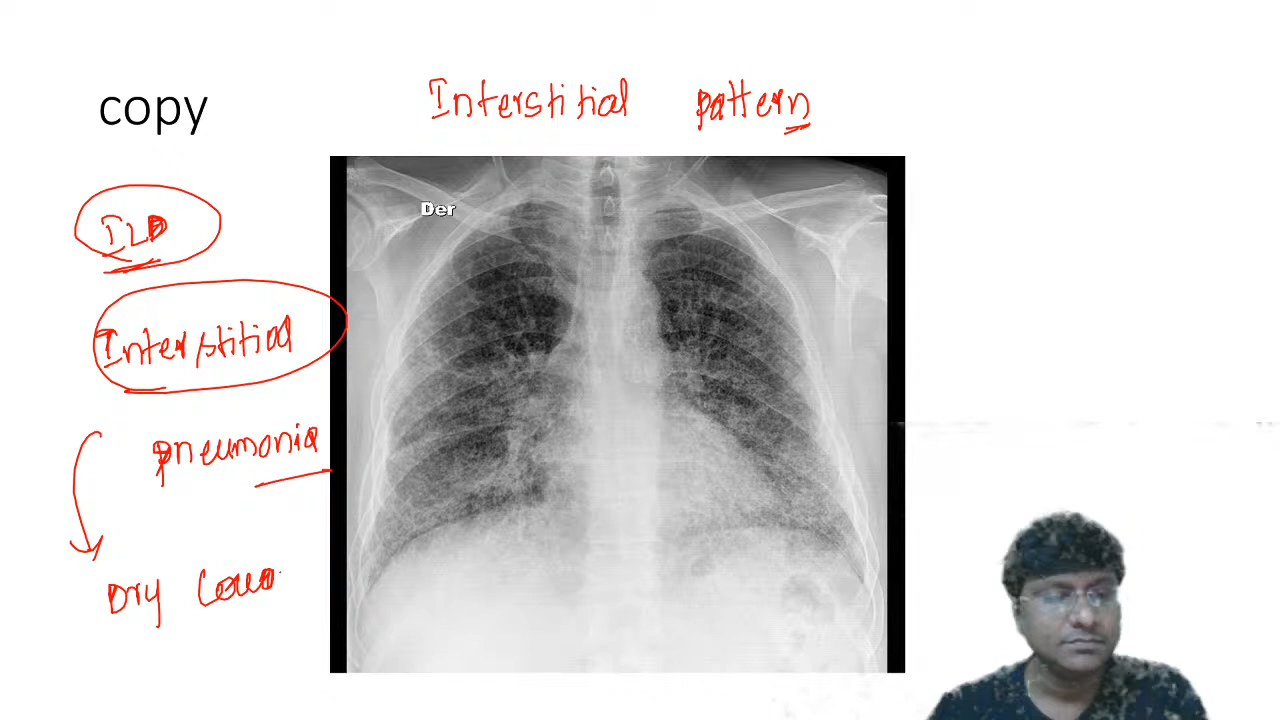 copy
Interstitial pattern
ILD
Der
Interstitial
pneumonia
Dry